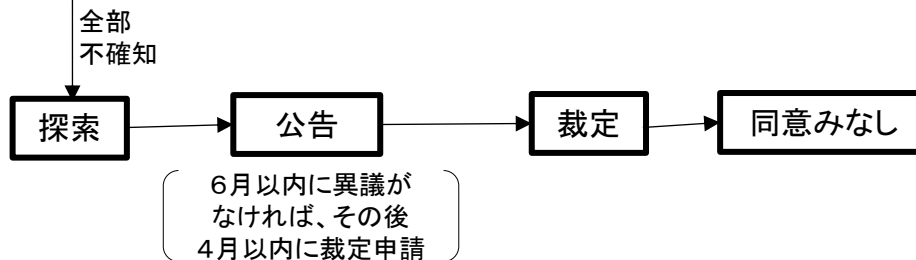 全部
不確知
探索
公告
裁定
同意みなし
６月以内に異議が
なければ、その後
４月以内に裁定申請